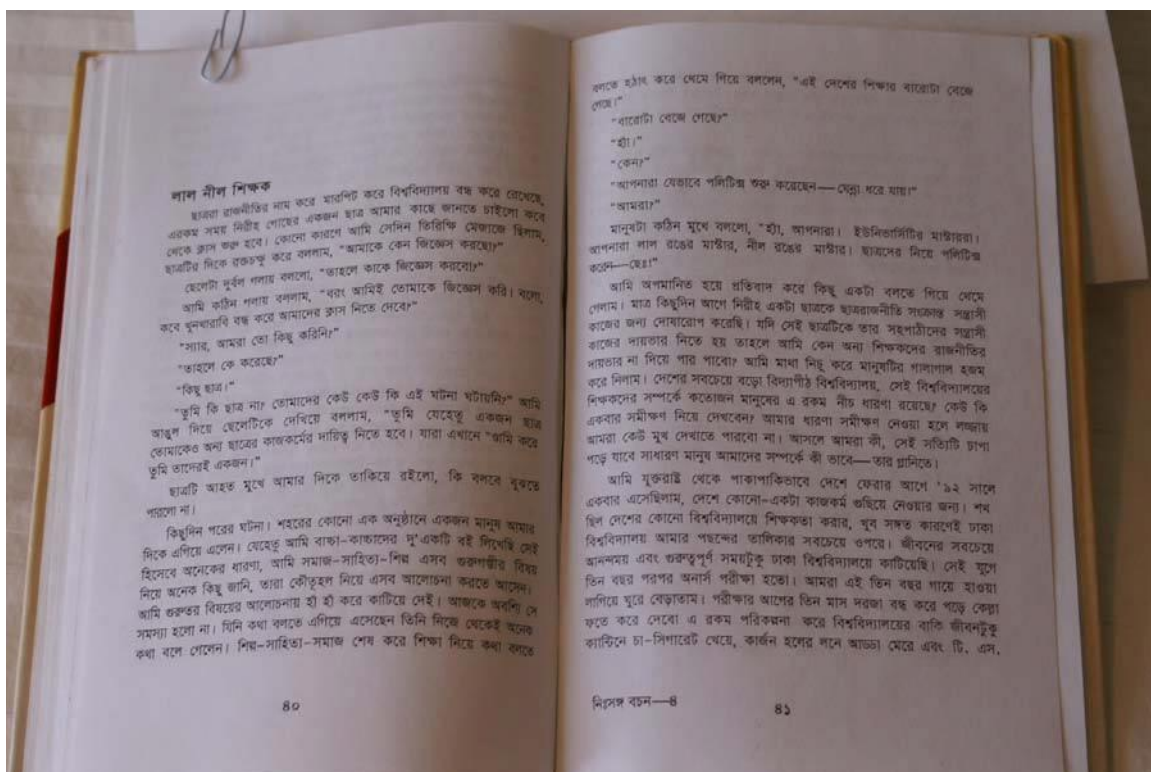 লাল নীল শিক্ষক
ছাত্ররা রাজনীতির নাম করে মারপিট করে বিশ্ববিদ্যালয় বন্ধ করে রেখেছে,
এরকম সময় নিরীহ গোছের একজন ছাত্র আমার কাছে জানতে চাইলো কবে
থেকে ক্লাস শুরু হবে। কোনো কারণে আমি সেদিন তিরিক্ষি মেজাজে ছিলাম,
ছাত্রটির দিকে রক্তচক্ষু করে বললাম, “আমাকে কেন জিজ্ঞেস করছো?”
ছেলেটা দুর্বল গলায় বললো, “তাহলে কাকে জিজ্ঞেস করবো?”
আমি কঠিন গলায় বললাম, “বরং আমিই তোমাকে জিজ্ঞেস করি। বলো,
কবে খুনখারাবি বন্ধ করে আমাদের ক্লাস নিতে দেবে?”
“স্যার, আমরা তো কিছু করিনি?”
“তাহলে কে করেছে?”
“কিছু ছাত্র।”
“তুমি কি ছাত্র না? তোমাদের কেউ কেউ কি এই ঘটনা ঘটায়নি?” আমি
আঙুল দিয়ে ছেলেটিকে দেখিয়ে বললাম, “তুমি যেহেতু একজন ছাত্র
তোমাকেও অন্য ছাত্রের কাজকর্মের দায়িত্ব নিতে হবে। যারা এখানে করে
তুমি তাদেরই একজন।”
ছাত্রটি আহত মুখে আমার দিকে তাকিয়ে রইলো, কি বলবে বুঝতে
পারলো না।
কিছুদিন পরের ঘটনা। শহরের কোনো এক অনুষ্ঠানে একজন মানুষ আমার
দিকে এগিয়ে এলেন। যেহেতু আমি বাচ্চা-কাচ্চাদের দু'একটি বই লিখেছি সেই
হিসেবে অনেকের ধারণা, আমি সমাজ-সাহিত্য-শিল্প এসব গুরুগম্ভীর বিষয়
নিয়ে অনেক কিছু জানি, তারা কৌতূহল নিয়ে এসব আলোচনা করতে আসেন।
আমি গুরুতর বিষয়ের আলোচনায় হুঁ হাঁ করে কাটিয়ে দেই। আজকে অবশ্যি সে
সমস্যা হলো না। যিনি কথা বলতে এগিয়ে এসেছেন তিনি নিজে থেকেই অনেক
কথা বলে গেলেন। শিল্প-সাহিত্য-সমাজ শেষ করে শিক্ষা নিয়ে কথা বলতে
৪০
বলতে হঠাৎ করে থেমে গিয়ে বললেন, “এই দেশের শিক্ষার বারোটা বেজে
গেছে।”
“বারোটা বেজে গেছে?”
“হ্যাঁ।”
“কেন?”
“আপনারা যেভাবে পলিটিক্স শুরু করেছেন—ঘেন্না ধরে যায়।”
“আমরা?”
মানুষটা কঠিন মুখে বললো, “হ্যাঁ, আপনারা। ইউনিভার্সিটির মাস্টাররা।
আপনারা লাল রঙের মাস্টার, নীল রঙের মাস্টার। ছাত্রদের নিয়ে পলিটিক্স
করেন—ছেঃ!”
আমি অপমানিত হয়ে প্রতিবাদ করে কিছু একটা বলতে গিয়ে থেমে
গেলাম। মাত্র কিছুদিন আগে নিরীহ একটা ছাত্রকে ছাত্ররাজনীতি সংক্রান্ত সন্ত্রাসী
কাজের জন্য দোষারোপ করেছি। যদি সেই ছাত্রটিকে তার সহপাঠীদের সন্ত্রাসী
কাজের দায়ভার নিতে হয় তাহলে আমি কেন অন্য শিক্ষকদের রাজনীতির
দায়ভার না নিয়ে পার পাবো? আমি মাথা নিচু করে মানুষটির গালাগাল হজম
করে নিলাম। দেশের সবচেয়ে বড়ো বিদ্যাপীঠ বিশ্ববিদ্যালয়, সেই বিশ্ববিদ্যালয়ের
শিক্ষকদের সম্পর্কে কতোজন মানুষের এ রকম নীচ ধারণা রয়েছে? কেউ কি
একবার সমীক্ষণ নিয়ে দেখবেন? আমার ধারণা সমীক্ষণ নেওয়া হলে লজ্জায়
আমরা কেউ মুখ দেখাতে পারবো না। আসলে আমরা কী, সেই সত্যিটি চাপা
পড়ে যাবে সাধারণ মানুষ আমাদের সম্পর্কে কী ভাবে—তার গ্লানিতে।
আমি যুক্তরাষ্ট্র থেকে পাকাপাকিভাবে দেশে ফেরার আগে '৯২ সালে
একবার এসেছিলাম, দেশে কোনো-একটা কাজকর্ম গুছিয়ে নেওয়ার জন্য। শখ
ছিল দেশের কোনো বিশ্ববিদ্যালয়ে শিক্ষকতা করার, খুব সঙ্গত কারণেই ঢাকা
বিশ্ববিদ্যালয় আমার পছন্দের তালিকার সবচেয়ে ওপরে। জীবনের সবচেয়ে
আনন্দময় এবং গুরুত্বপূর্ণ সময়টুকু ঢাকা বিশ্ববিদ্যালয়ে কাটিয়েছি। সেই যুগে
তিন বছর পরপর অনার্স পরীক্ষা হতো। আমরা এই তিন বছর গায়ে হাওয়া
লাগিয়ে ঘুরে বেড়াতাম। পরীক্ষার আগের তিন মাস দরজা বন্ধ করে পড়ে কেল্লা
ফতে করে দেবো এ রকম পরিকল্পনা করে বিশ্ববিদ্যালয়ের বাকি জীবনটুকু
ক্যান্টিনে চা-সিগারেট খেয়ে, কার্জন হলের লনে আড্ডা মেরে এবং টি. এস.
নিঃসঙ্গ বচন—৪
৪১